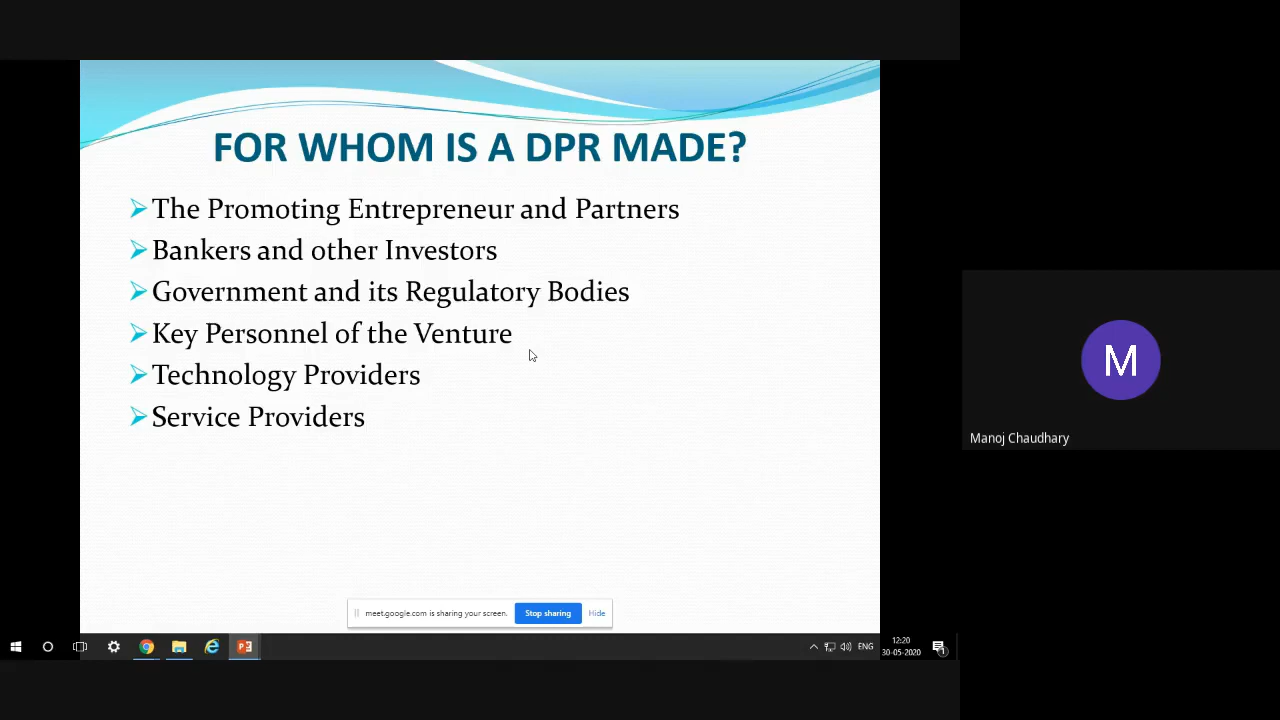 FOR WHOM IS A DPR MADE?
The Promoting Entrepreneur and Partners
Bankers and other Investors
Government and its Regulatory Bodies
Key Personnel of the Venture
Technology Providers
Service Providers
M
Manoj Chaudhary
meet.google.com is sharing your screen.
Stop sharing
Hide
ENG
12:20
30-05-2020
1